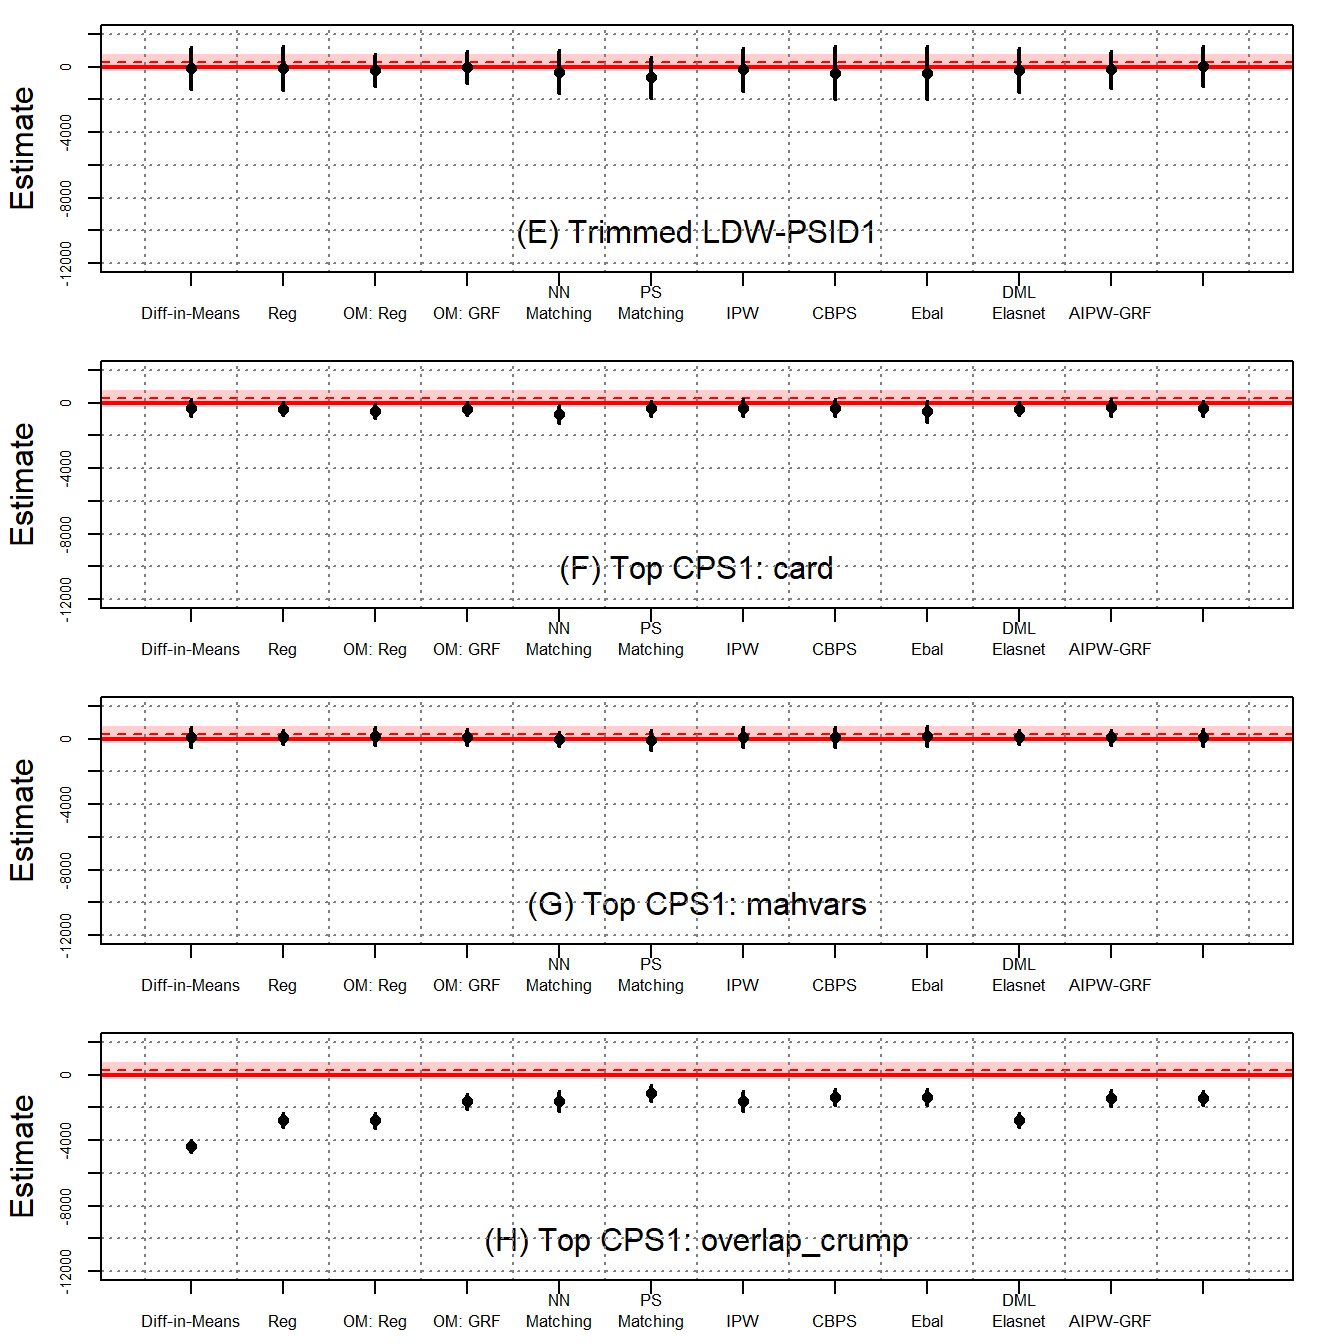 Estimate
0
-4000
-8000
-12000
(E) Trimmed LDW-PSID1
NN
PS
DML
Diff-in-Means Reg OM: Reg OM: GRF Matching Matching IPW CBPS Ebal Elasnet AIPW-GRF
Estimate
0
-4000
-8000
-12000
(F) Top CPS1: card
NN
PS
DML
Diff-in-Means Reg OM: Reg OM: GRF Matching Matching IPW CBPS Ebal Elasnet AIPW-GRF
Estimate
0
-4000
-8000
-12000
(G) Top CPS1: mahvars
NN
PS
DML
Diff-in-Means Reg OM: Reg OM: GRF Matching Matching IPW CBPS Ebal Elasnet AIPW-GRF
Estimate
0
-4000
-8000
-12000
(H) Top CPS1: overlap_crump
NN
PS
DML
Diff-in-Means Reg OM: Reg OM: GRF Matching Matching IPW CBPS Ebal Elasnet AIPW-GRF